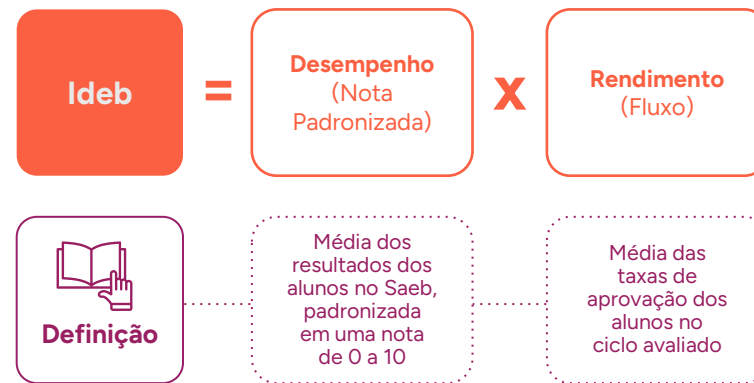 Ideb
=
Desempenho
(Nota
Padronizada)
X
Rendimento
(Fluxo)
Definição
Média dos
resultados dos
alunos no Saeb,
padronizada
em uma nota
de 0 a 10
Média das
taxas de
aprovação dos
alunos no
ciclo avaliado